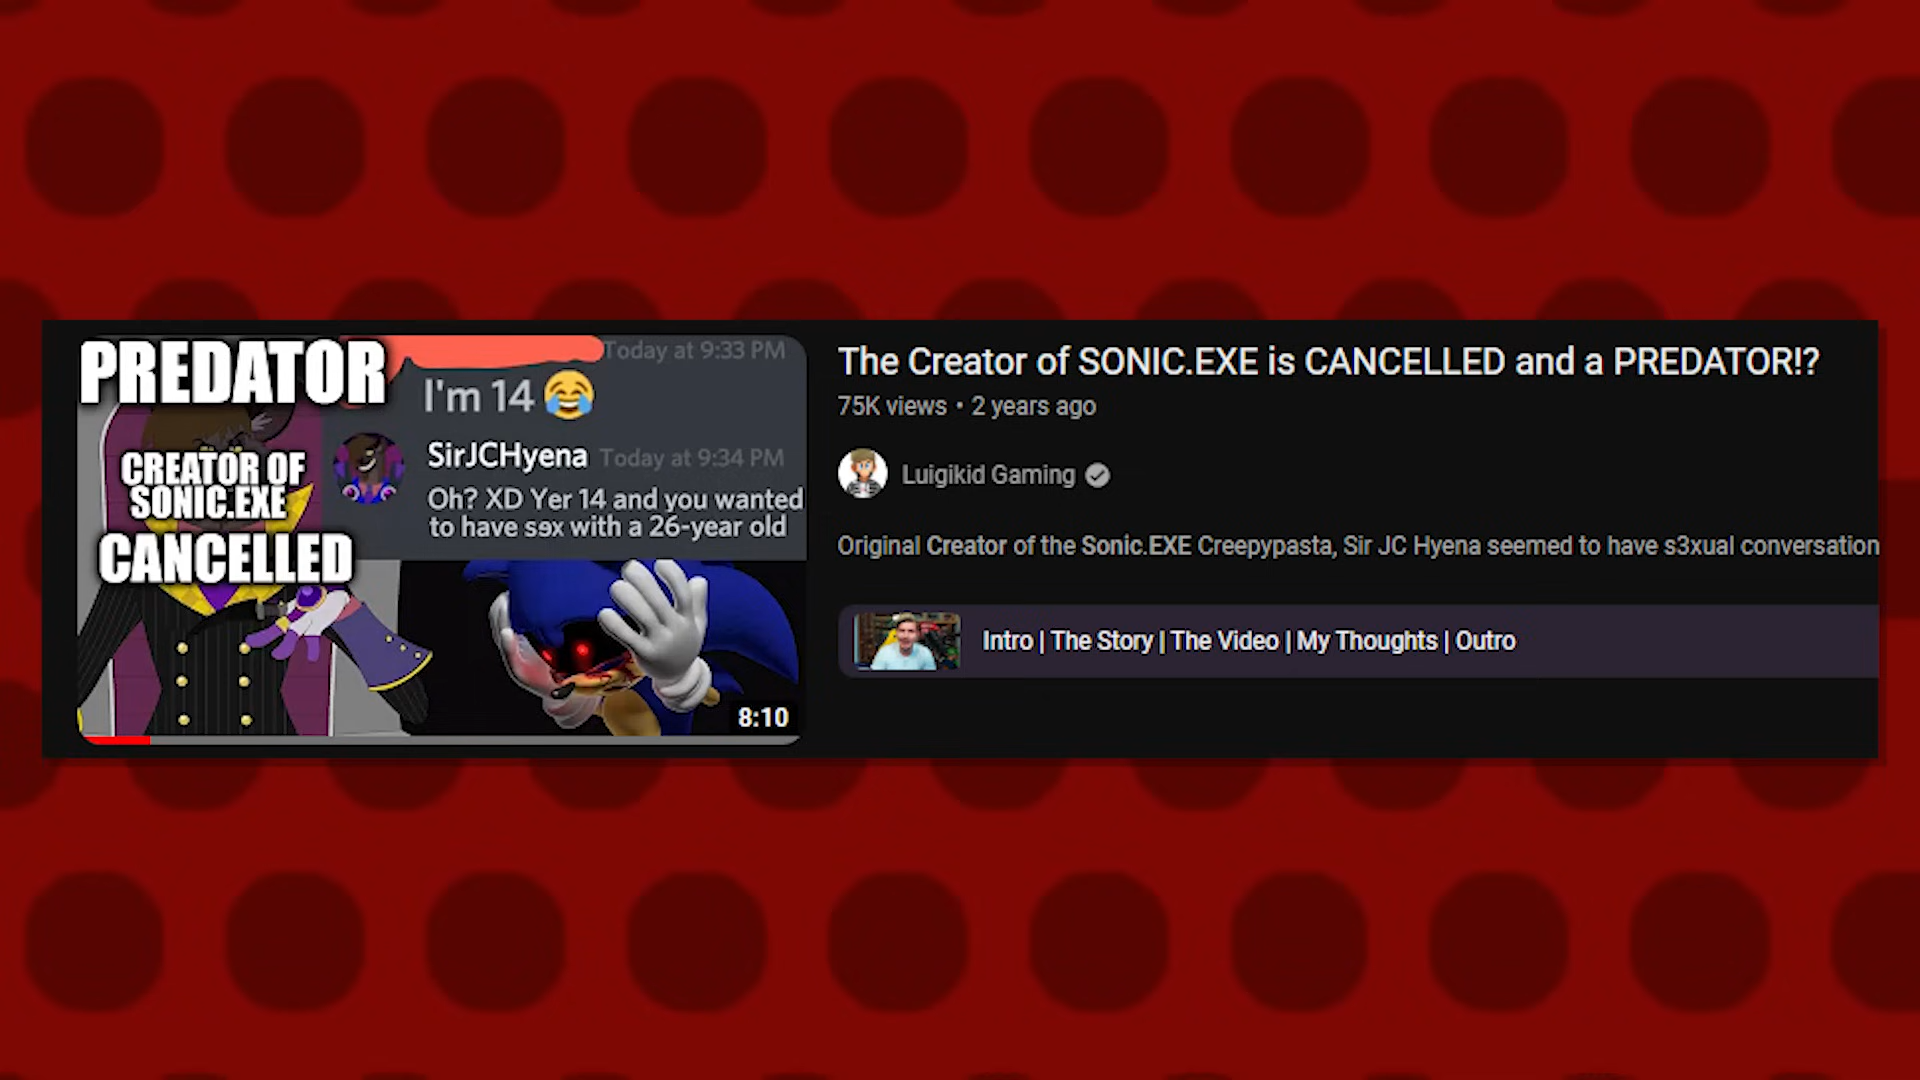 PREDATOR
CREATOR OF
SONIC.EXE
CANCELLED
Today at 9:33 PM
I'm 14 😂
SirJCHyena Today at 9:34 PM
Oh? XD Yer 14 and you wanted
to have sǝx with a 26-year old
8:10
The Creator of SONIC.EXE is CANCELLED and a PREDATOR!?
75K views • 2 years ago
Luigikid Gaming
Original Creator of the Sonic.EXE Creepypasta, Sir JC Hyena seemed to have s3xual conversation
Intro | The Story | The Video | My Thoughts | Outro